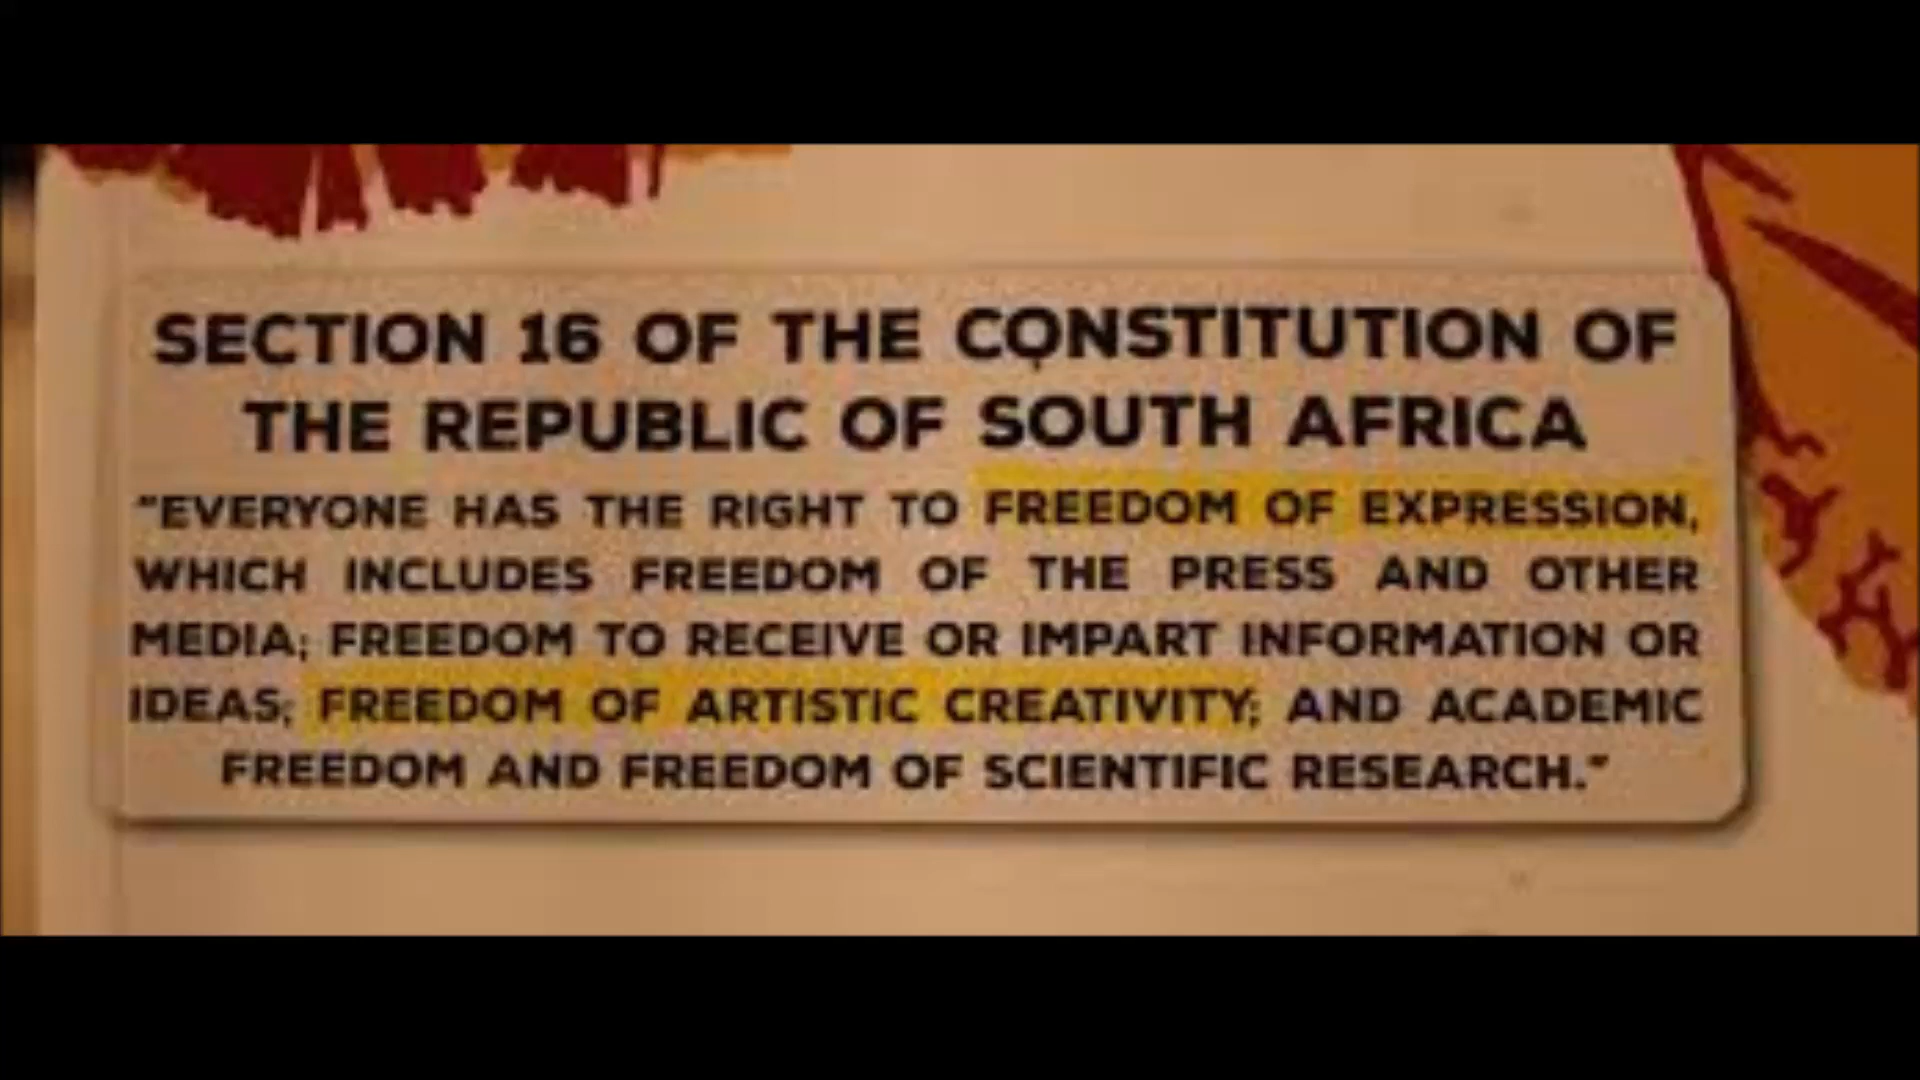 SECTION 16 OF THE CONSTITUTION OF
THE REPUBLIC OF SOUTH AFRICA
"EVERYONE HAS THE RIGHT TO FREEDOM OF EXPRESSION,
WHICH INCLUDES FREEDOM OF THE PRESS AND OTHER
MEDIA; FREEDOM TO RECEIVE OR IMPART INFORMATION OR
IDEAS; FREEDOM OF ARTISTIC CREATIVITY; AND ACADEMIC
FREEDOM AND FREEDOM OF SCIENTIFIC RESEARCH."